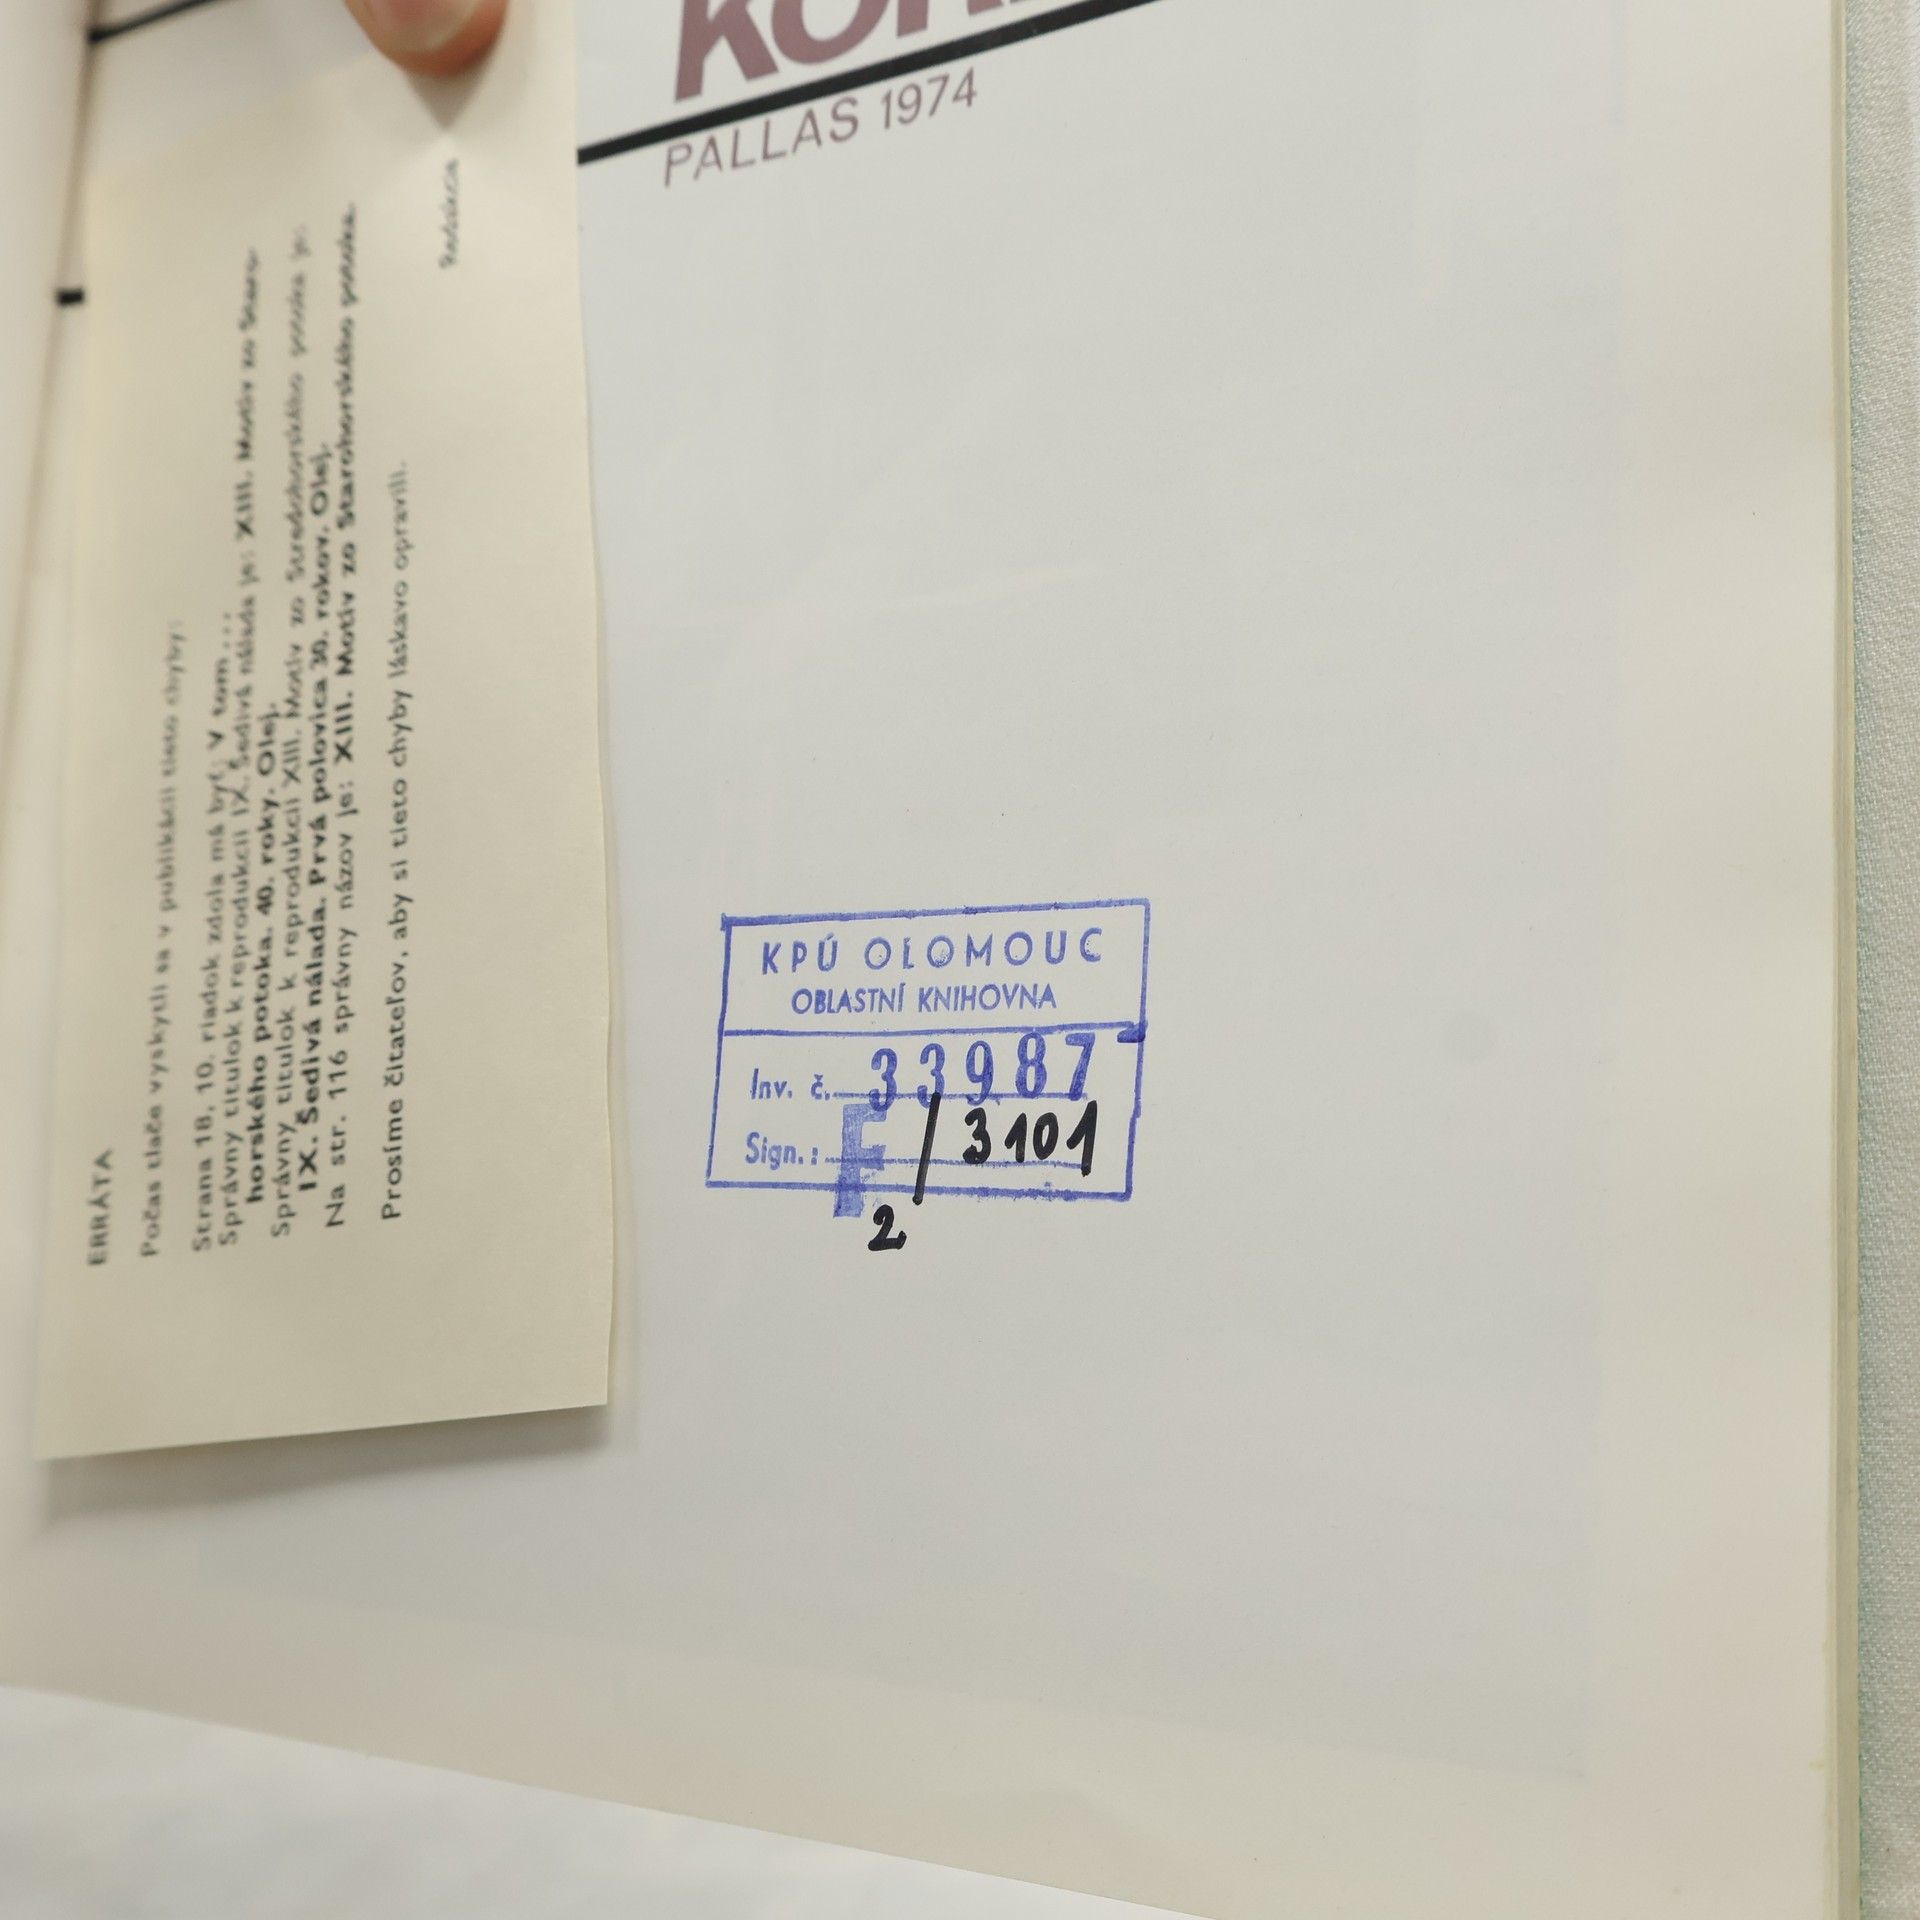 PALLAS 1974
ERRÁTA
Počas tlače vyskytli sa v publikácii tieto chyby:
Strana 18, 10. riadok zdola má byť: V tom...
Správny titulok k reprodukcii IX. Šedivá nálada je: XIII. Motív zo Staro-
horského potoka. 40. roky. Olej.
Správny titulok k reprodukcii XIII. Motív zo Starohorského potoka je:
IX. Šedivá nálada. Prvá polovica 30. rokov. Olej.
Na str. 116 správny názov je: XIII. Motív zo Starohorského potoka.
Prosíme čitateľov, aby si tieto chyby láskavo opravili.
Redakcia
KPÚ OLOMOUC
OBLASTNÍ KNIHOVNA
Inv. č. 33987
Sign.: F / 3101
2